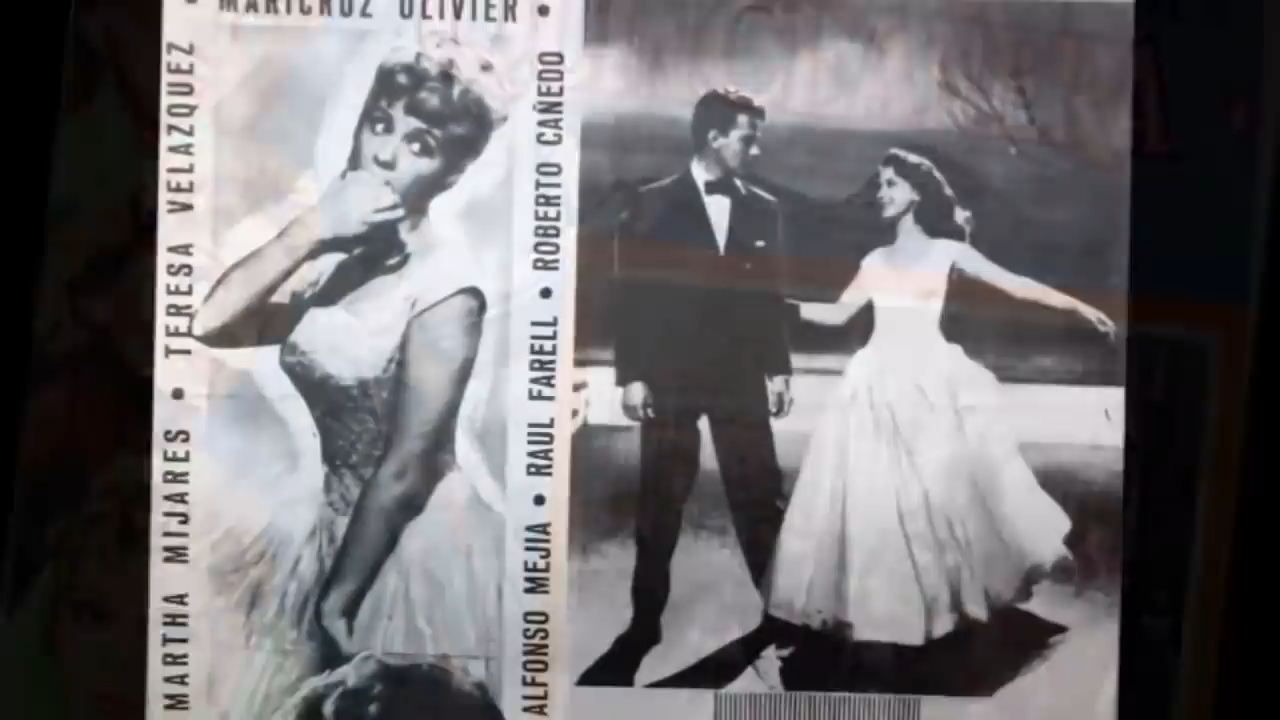 • MARICRUZ OLIVIER •
MARTHA MIJARES • TERESA VELAZQUEZ
ALFONSO MEJIA • RAUL FARELL • ROBERTO CAÑEDO